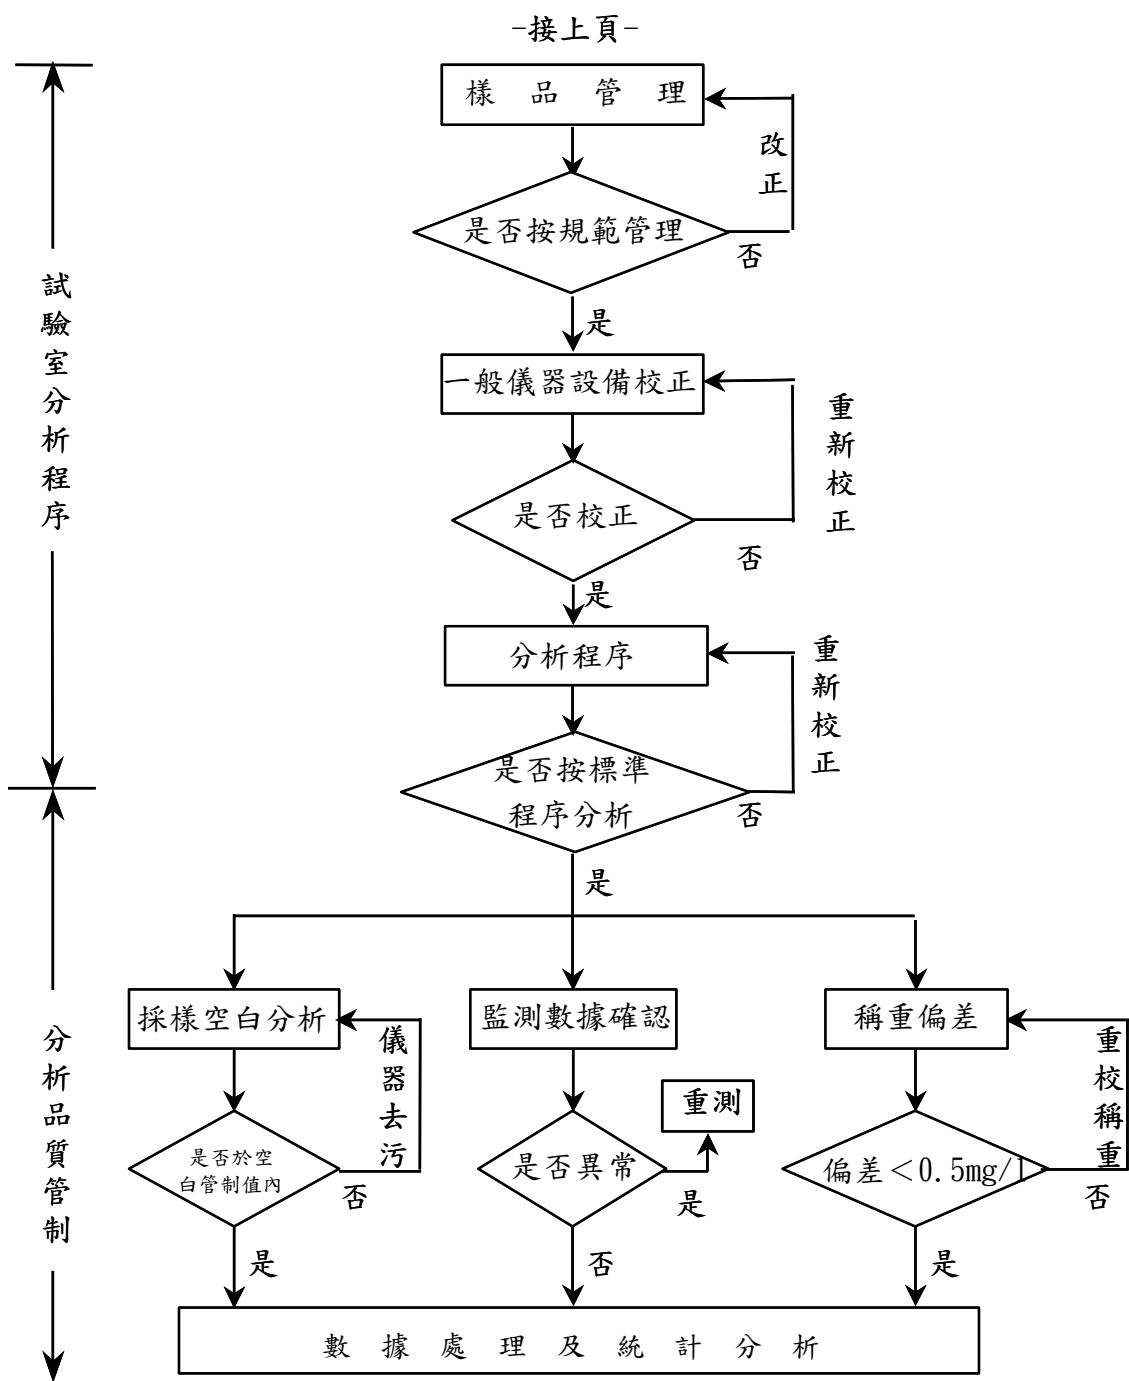 -接上頁-
樣品管理
改正
是否按規範管理
否
是
試驗室分析程序
一般儀器設備校正
重新校正
是否校正
否
是
分析程序
重新校正
是否按標準
程序分析
否
是
分析品質管制
採樣空白分析
儀器去污
監測數據確認
稱重偏差
重校稱重
重測
是否於空
白管制值內
否
是否異常
是
偏差＜0.5mg/l
否
是
否
是
數據處理及統計分析